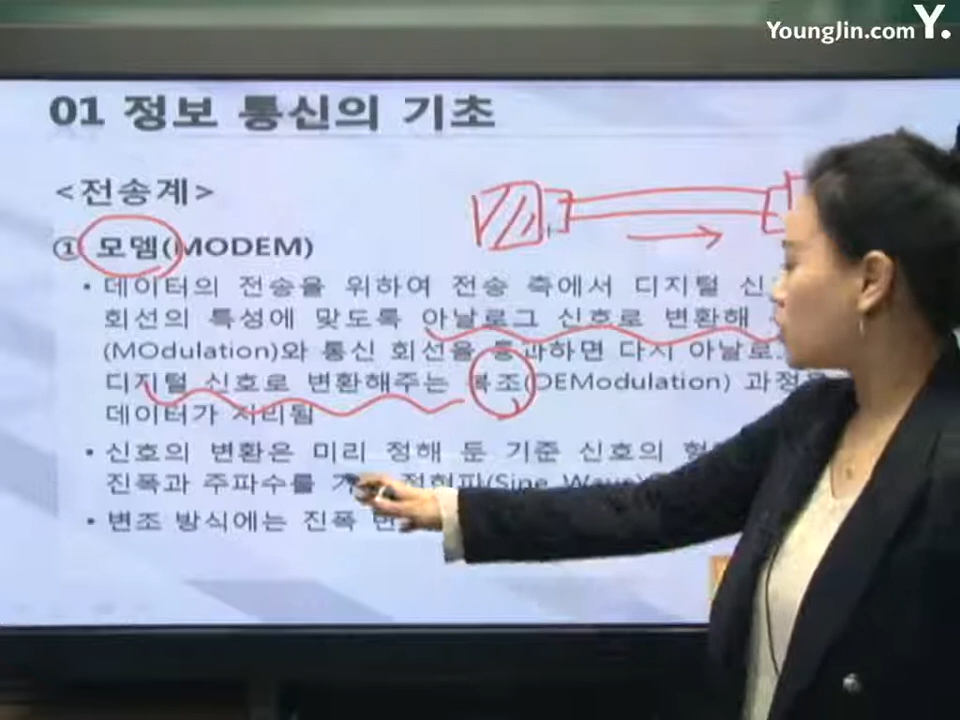 YoungJin.com Y.
01 정보 통신의 기초
<전송계>
① 모뎀(MODEM)
• 데이터의 전송을 위하여 전송 측에서 디지털 신
회선의 특성에 맞도록 아날로그 신호로 변환해
(MOdulation)와 통신 회선을 통과하면 다시 아날로
디지털 신호로 변환해주는 복조(DEModulation) 과정
데이터가 처리됨
• 신호의 변환은 미리 정해 둔 기준 신호의
진폭과 주파수를 정현파(Sine Wave)
• 변조 방식에는 진폭 변